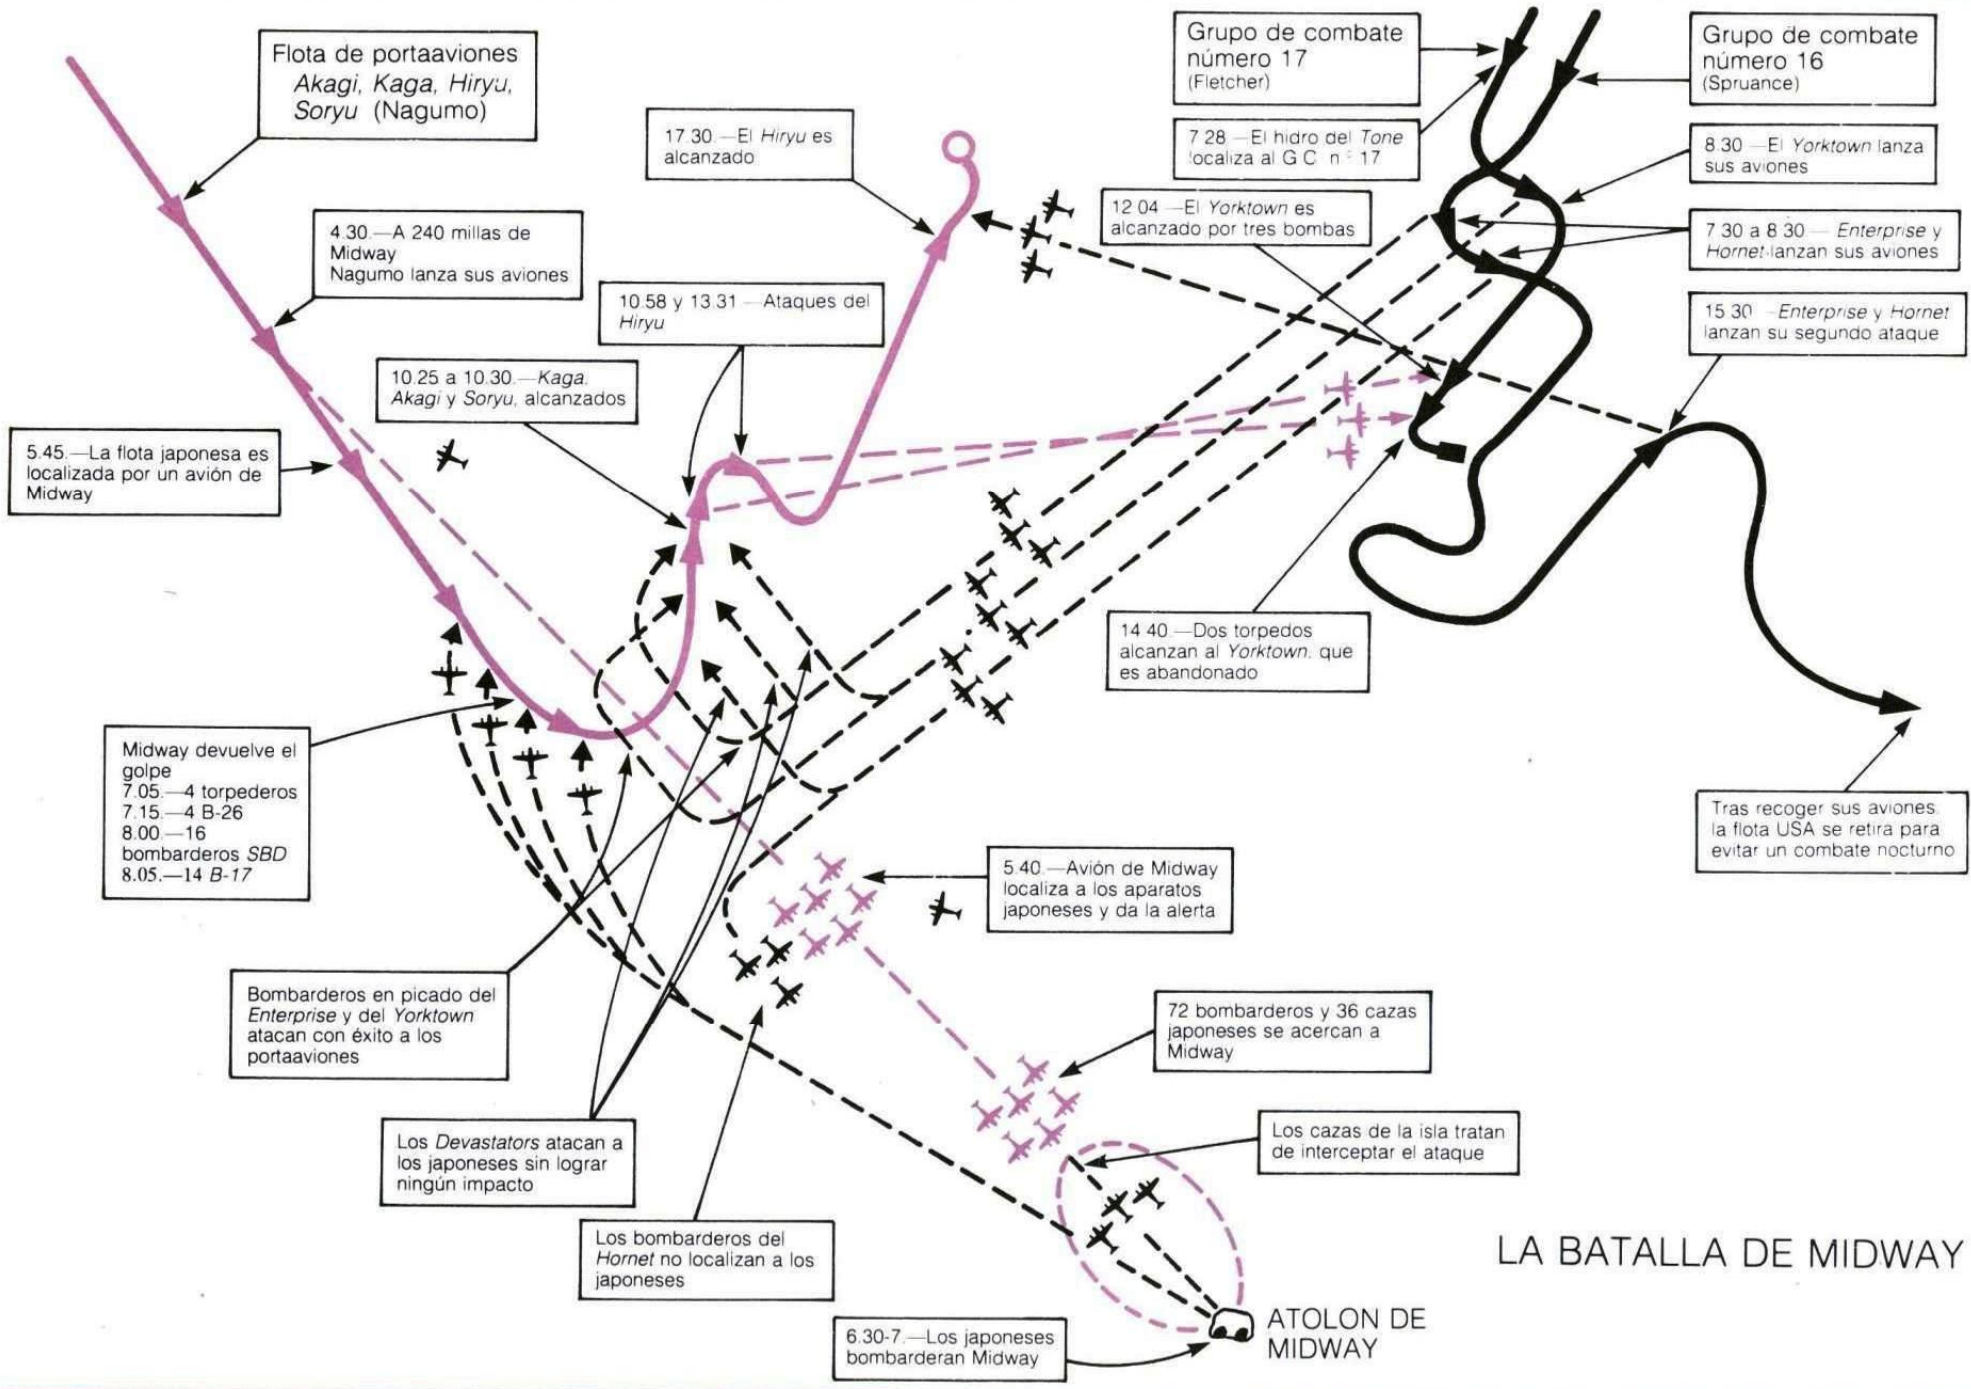 Flota de portaaviones
Akagi, Kaga, Hiryu,
Soryu (Nagumo)
Grupo de combate
número 17
(Fletcher)
Grupo de combate
número 16
(Spruance)
17.30.—El Hiryu es
alcanzado
7 28 —El hidro del Tone
localiza al G C n º 17
8.30 —El Yorktown lanza
sus aviones
4.30.—A 240 millas de
Midway
Nagumo lanza sus aviones
12 04 —El Yorktown es
alcanzado por tres bombas
7 30 a 8 30 — Enterprise y
Hornet lanzan sus aviones
10.58 y 13.31 — Ataques del
Hiryu
15 30 —Enterprise y Hornet
lanzan su segundo ataque
10.25 a 10.30.—Kaga.
Akagi y Soryu, alcanzados
5.45.—La flota japonesa es
localizada por un avión de
Midway
14 40.—Dos torpedos
alcanzan al Yorktown. que
es abandonado
Midway devuelve el
golpe
7.05.—4 torpederos
7.15.—4 B-26
8.00.—16
bombarderos SBD
8.05.—14 B-17
Tras recoger sus aviones.
la flota USA se retira para
evitar un combate nocturno
5.40.—Avión de Midway
localiza a los aparatos
japoneses y da la alerta
Bombarderos en picado del
Enterprise y del Yorktown
atacan con éxito a los
portaaviones
72 bombarderos y 36 cazas
japoneses se acercan a
Midway
Los Devastators atacan a
los japoneses sin lograr
ningún impacto
Los cazas de la isla tratan
de interceptar el ataque
Los bombarderos del
Hornet no localizan a los
japoneses
LA BATALLA DE MIDWAY
6.30-7.—Los japoneses
bombarderan Midway
ATOLON DE
MIDWAY